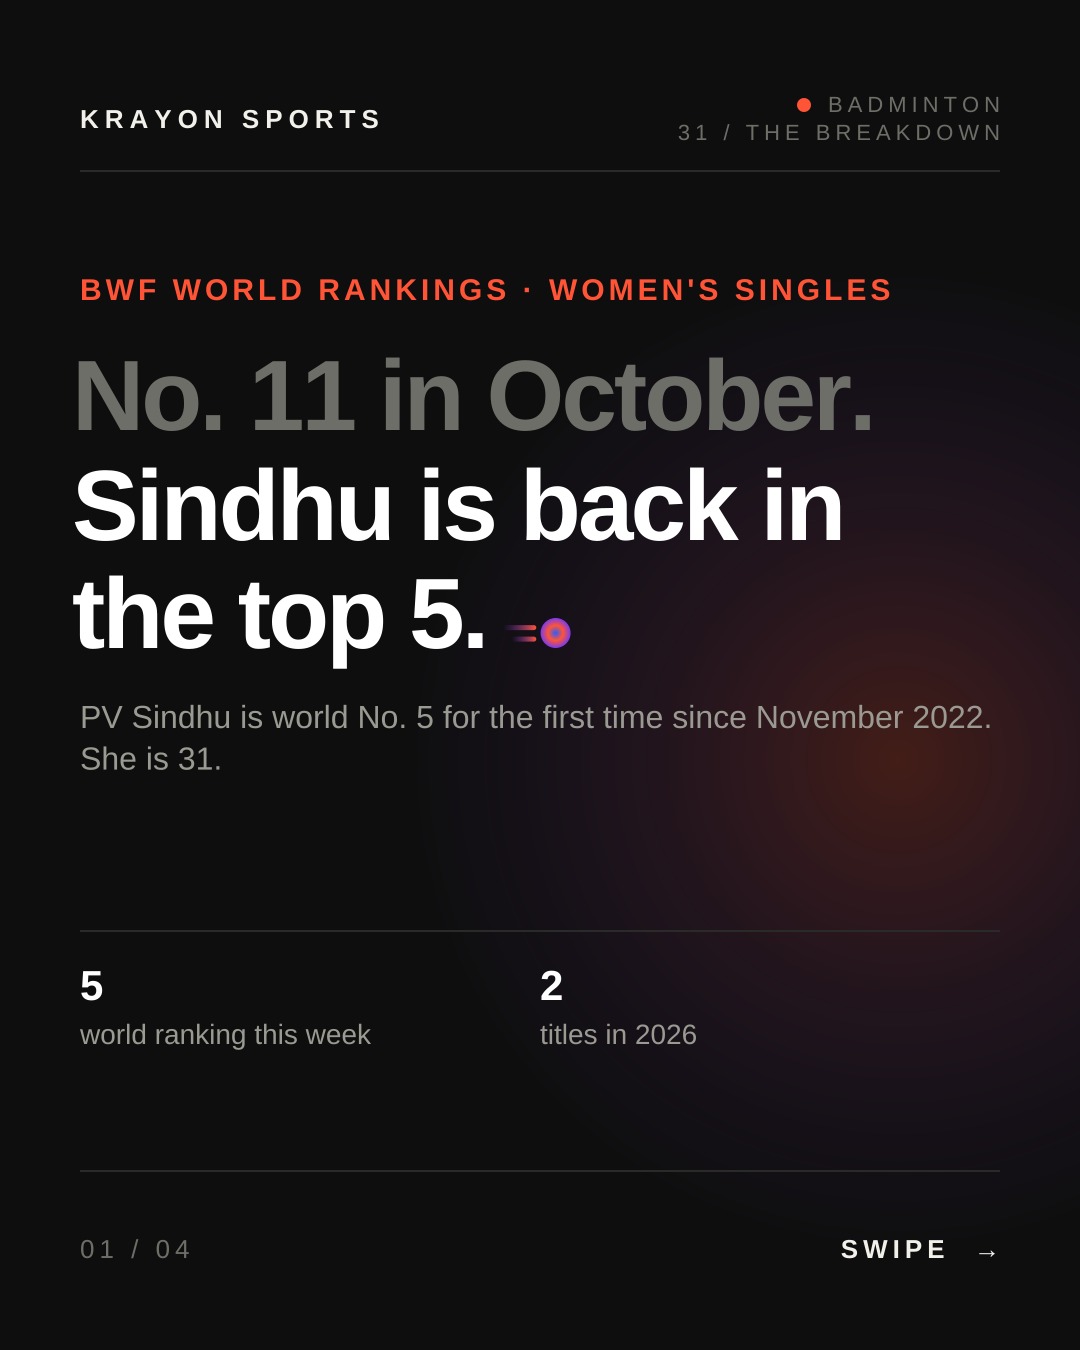 KRAYON SPORTS
BADMINTON
31 / THE BREAKDOWN
BWF WORLD RANKINGS · WOMEN'S SINGLES
No. 11 in October.
Sindhu is back in
the top 5.
PV Sindhu is world No. 5 for the first time since November 2022.
She is 31.
5
world ranking this week
2
titles in 2026
01 / 04
SWIPE →